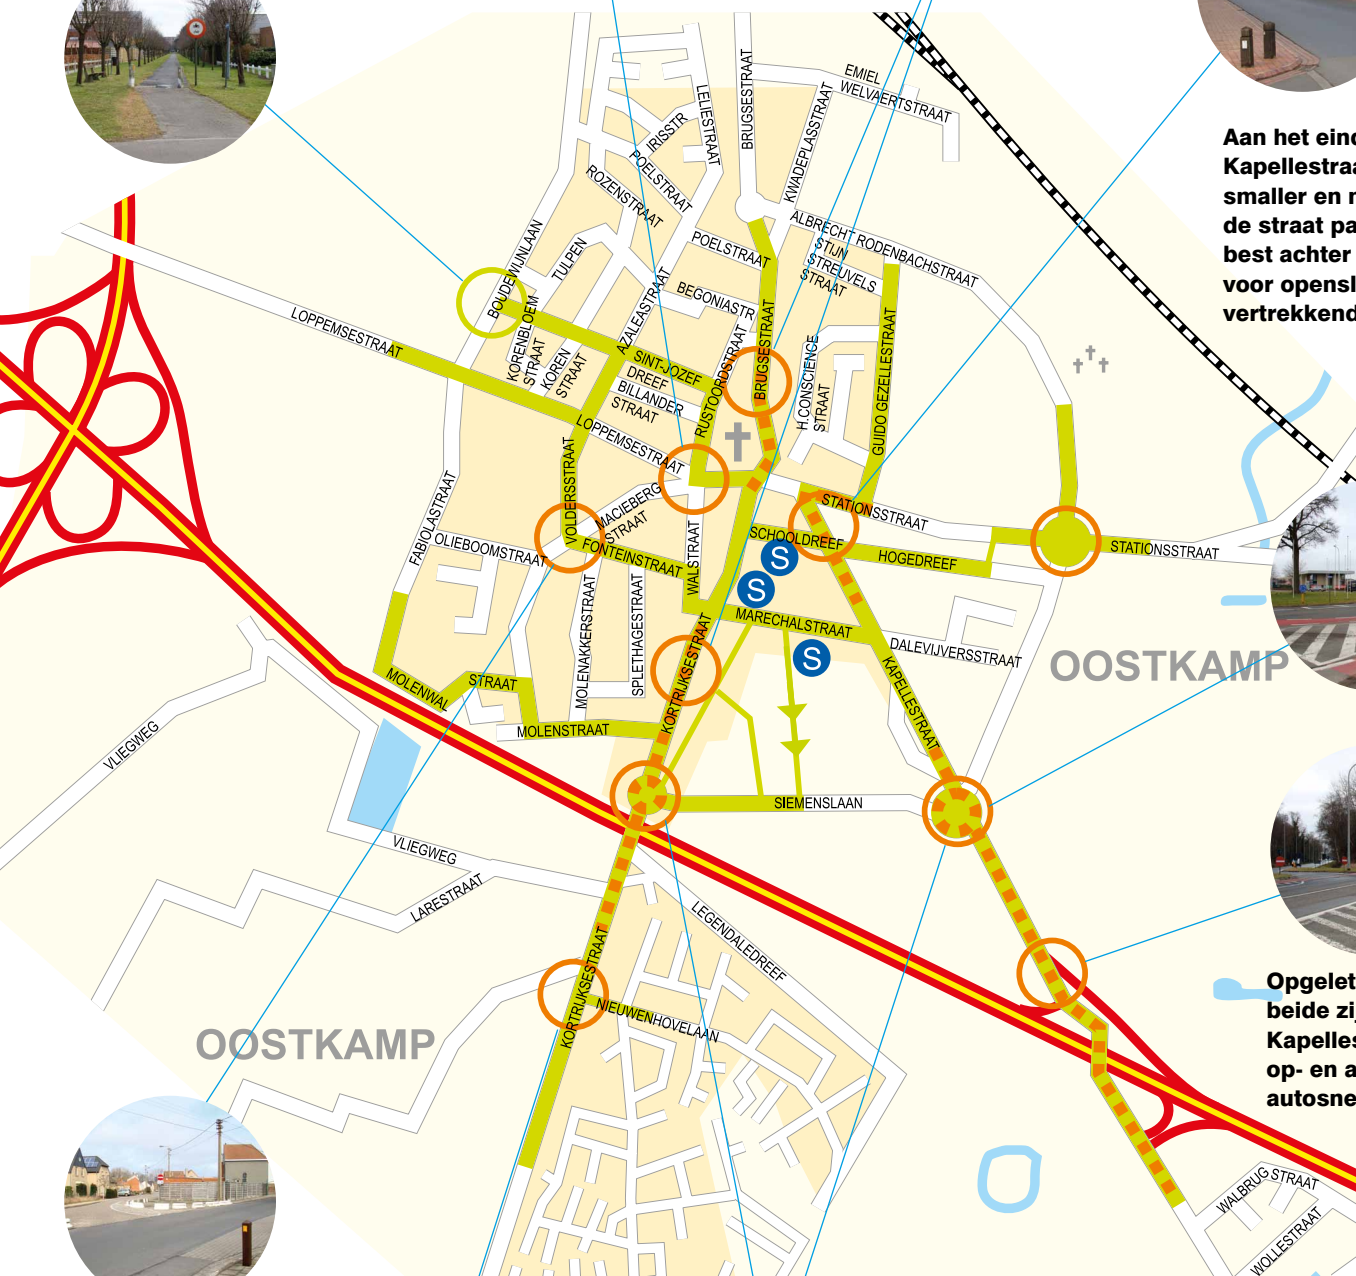 EMIEL
WELVAERTSTRAAT
BRUGSESTRAAT
LELIESTRAAT
IRISSTR
POELSTRAAT
ROZENSTRAAT
KWADEPLASSTRAAT
ALBRECHT RODENBACHSTRAAT
STIJN
STREUVELS
STRAAT
POELSTRAAT
BOUDEWIJNLAAN
TULPEN
BEGONIASTR
AZALEASTRAAT
KORENBLOEM
STRAAT
KOREN
STRAAT
LOPPEMSESTRAAT
SINT-JOZEF
DREEF
BILLANDER
STRAAT
RUSTOORDSTRAAT
BRUGSESTRAAT
H.CONSCIENCE
STRAAT
GUIDO GEZELLESTRAAT
LOPPEMSESTRAAT
VOLDERSSTRAAT
MACIEBERG
STRAAT
FABIOLASTRAAT
OLIEBOOMSTRAAT
FONTEINSTRAAT
WALSTRAAT
STATIONSSTRAAT
SCHOOLDREEF
HOGEDREEF
STATIONSSTRAAT
S
S
S
MARECHALSTRAAT
DALEVIJVERSSTRAAT
MOLENAKKERSTRAAT
SPLETHAGESTRAAT
KORTRIJKSESTRAAT
KAPELLESTRAAT
OOSTKAMP
MOLENWAL
STRAAT
MOLENSTRAAT
VLIEGWEG
SIEMENSLAAN
VLIEGWEG
LARESTRAAT
LEGENDALEDREEF
KORTRIJKSESTRAAT
NIEUWENHOVELAAN
OOSTKAMP
WALBRUG STRAAT
WOLLESTRAAT
Aan het eind
Kapellestraa
smaller en
de straat pa
best achter
voor opensl
vertrekkend
Opgelet
beide zij
Kapelles
op- en a
autosne